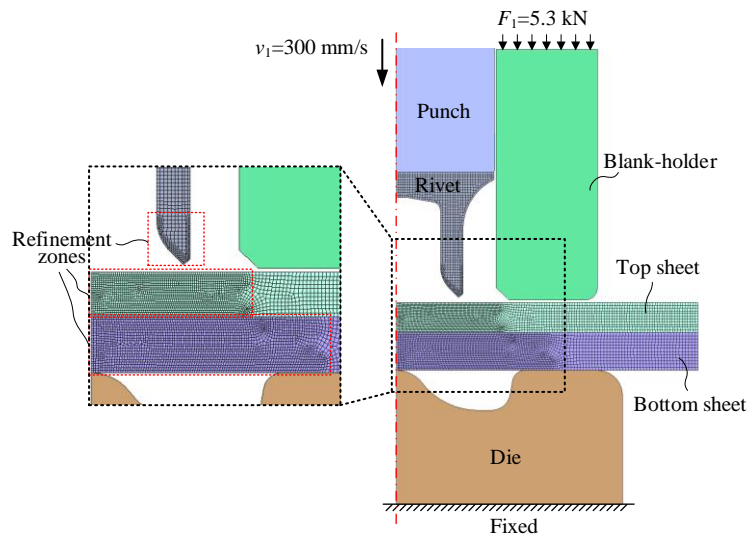 F₁=5.3 kN
v₁=300 mm/s
Punch
Blank-holder
Rivet
Refinement
zones
Top sheet
Bottom sheet
Die
Fixed